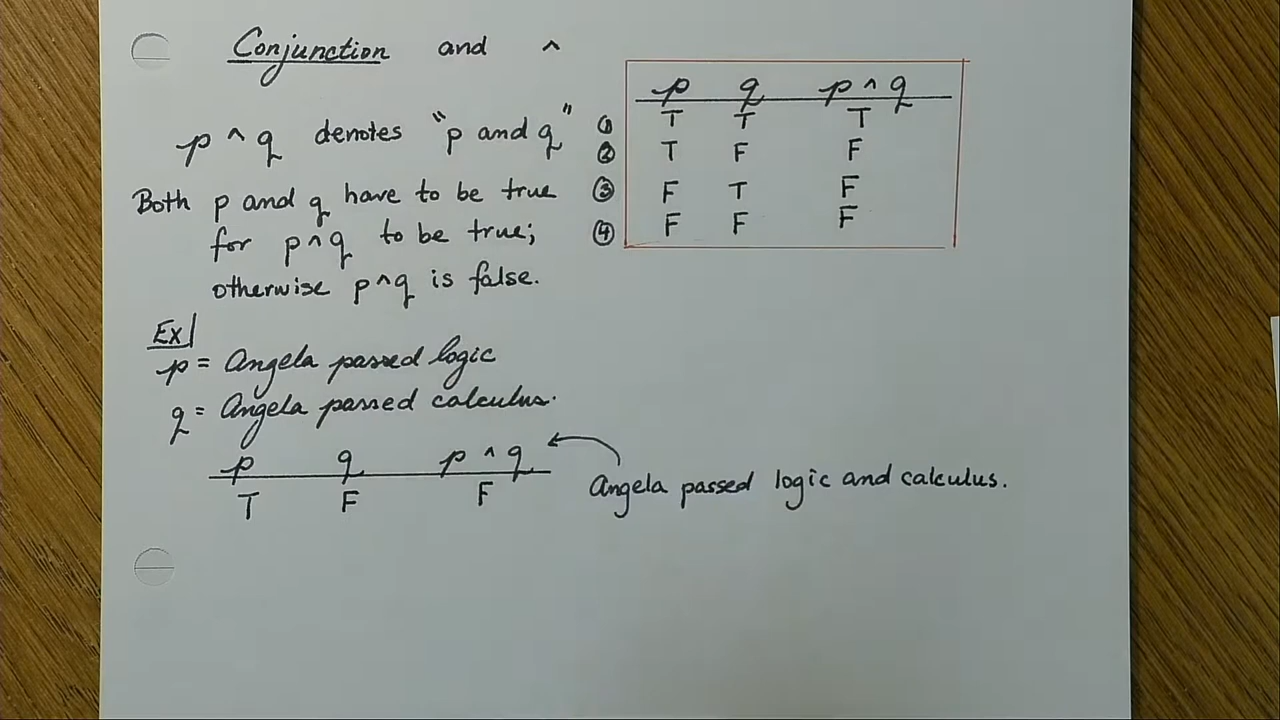 Conjunction and ^
p ^ q denotes "p and q"
Both p and q have to be true
for p^q to be true;
otherwise p^q is false.
p q p ^ q
① T T T
② T F F
③ F T F
④ F F F
Ex
p = Angela passed logic
q = Angela passed calculus.
p q p ^ q
T F F
Angela passed logic and calculus.